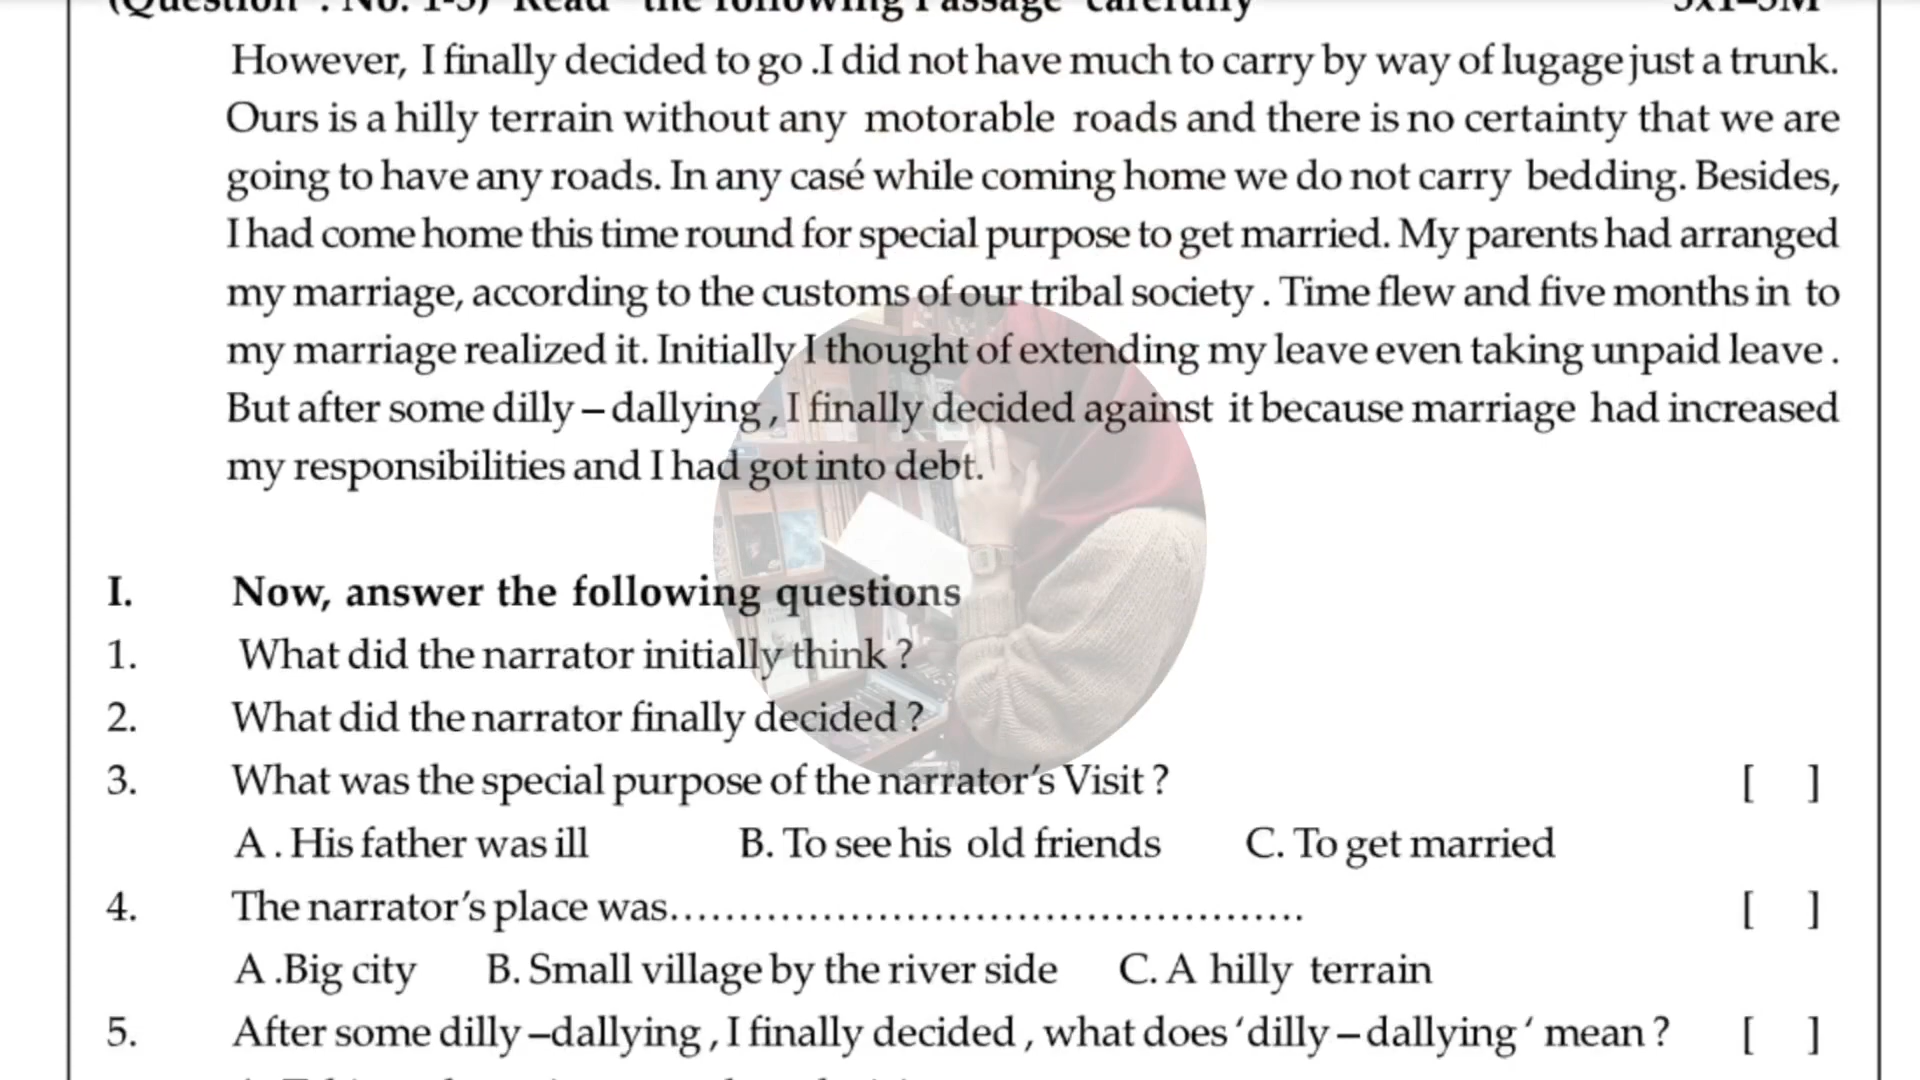 (Question . No. 1-5) Read the following Passage carefully 5x1=5M
However, I finally decided to go .I did not have much to carry by way of lugage just a trunk.
Ours is a hilly terrain without any motorable roads and there is no certainty that we are
going to have any roads. In any casé while coming home we do not carry bedding. Besides,
I had come home this time round for special purpose to get married. My parents had arranged
my marriage, according to the customs of our tribal society . Time flew and five months in to
my marriage realized it. Initially I thought of extending my leave even taking unpaid leave .
But after some dilly – dallying , I finally decided against it because marriage had increased
my responsibilities and I had got into debt.
I. Now, answer the following questions
1. What did the narrator initially think ?
2. What did the narrator finally decided ?
3. What was the special purpose of the narrator’s Visit ? [ ]
A . His father was ill B. To see his old friends C. To get married
4. The narrator’s place was............................................. [ ]
A .Big city B. Small village by the river side C. A hilly terrain
5. After some dilly –dallying , I finally decided , what does ‘dilly – dallying ‘ mean ? [ ]